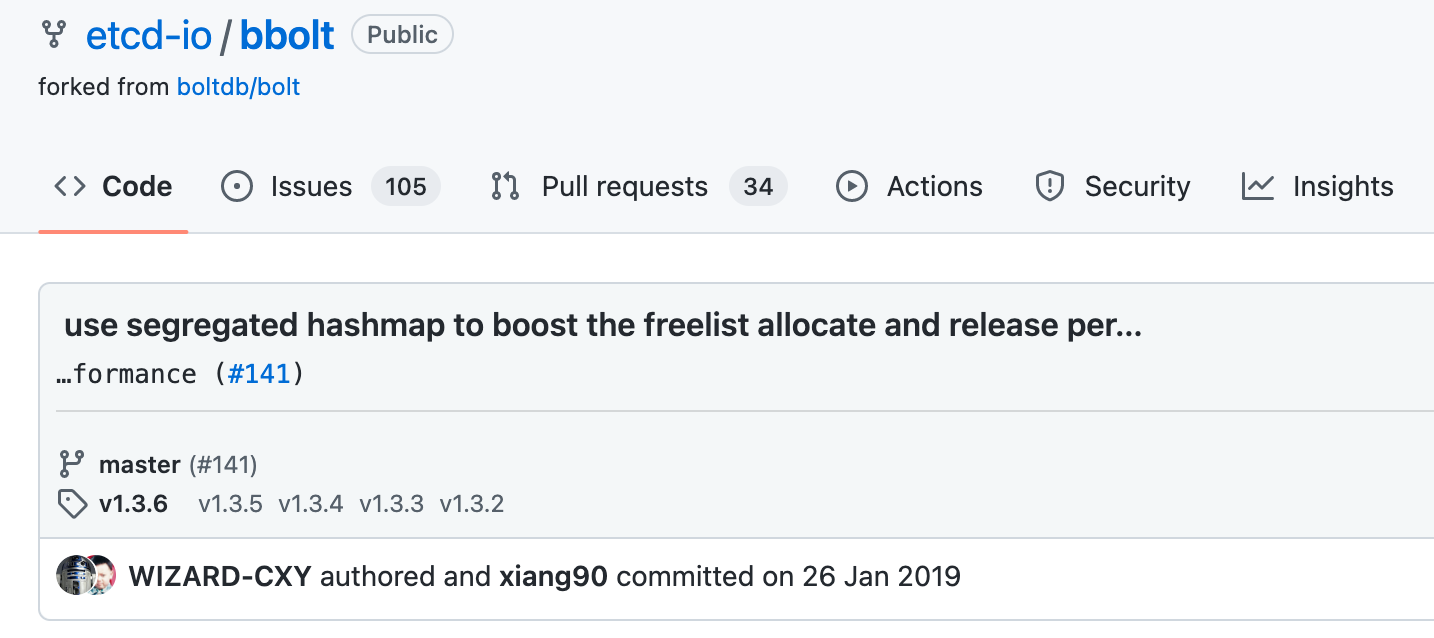 etcd-io / bbolt Public
forked from boltdb/bolt
Code Issues 105 Pull requests 34 Actions Security Insights
use segregated hashmap to boost the freelist allocate and release per...
…formance (#141)
master (#141)
v1.3.6 v1.3.5 v1.3.4 v1.3.3 v1.3.2
WIZARD-CXY authored and xiang90 committed on 26 Jan 2019